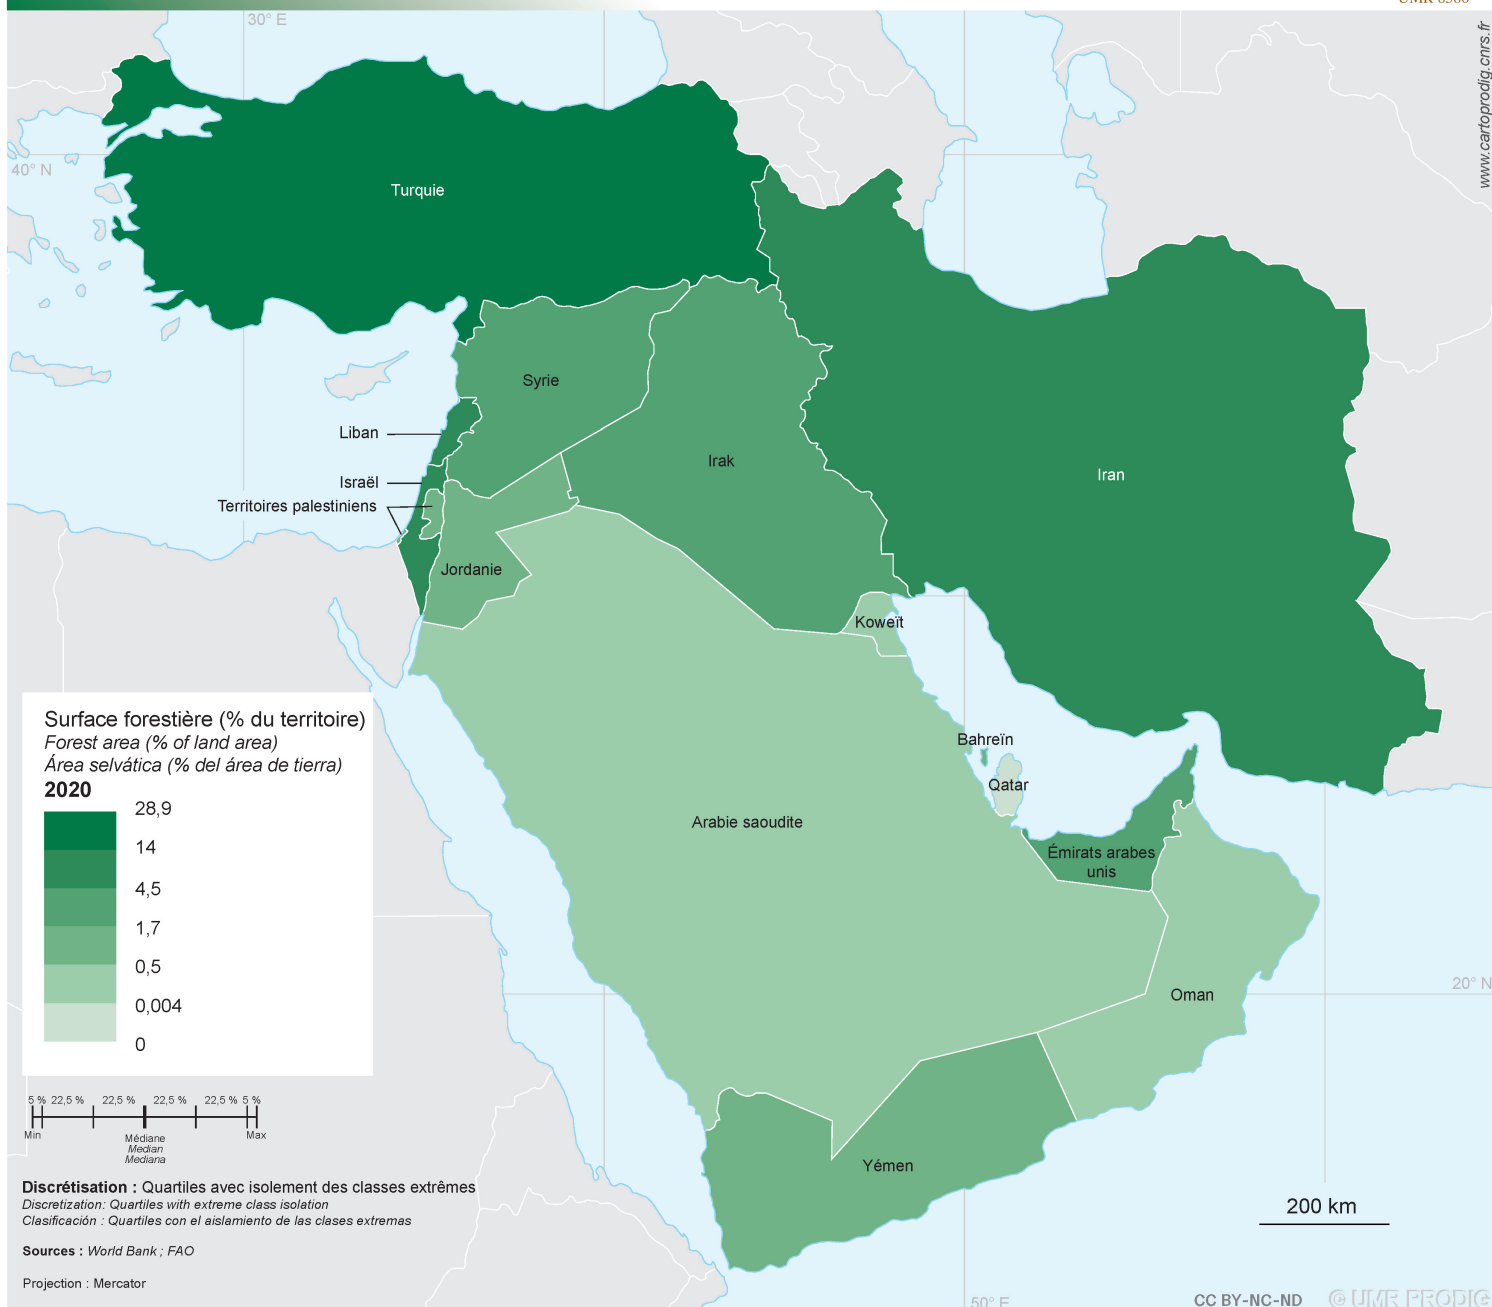 UMR 8586
30° E
www.cartoprodig.cnrs.fr
40° N
Turquie
Syrie
Liban
Irak
Iran
Israël
Territoires palestiniens
Jordanie
Koweït
Bahreïn
Qatar
Arabie saoudite
Émirats arabes
unis
Oman
20° N
Yémen
Surface forestière (% du territoire)
Forest area (% of land area)
Área selvática (% del área de tierra)
2020
28,9
14
4,5
1,7
0,5
0,004
0
5 % 22,5 % 22,5 % 22,5 % 22,5 % 5 %
Min Max
Médiane
Median
Mediana
Discrétisation : Quartiles avec isolement des classes extrêmes
Discretization: Quartiles with extreme class isolation
Clasificación : Quartiles con el aislamiento de las clases extremas
Sources : World Bank ; FAO
Projection : Mercator
200 km
50° E
CC BY-NC-ND © UMR PRODIG